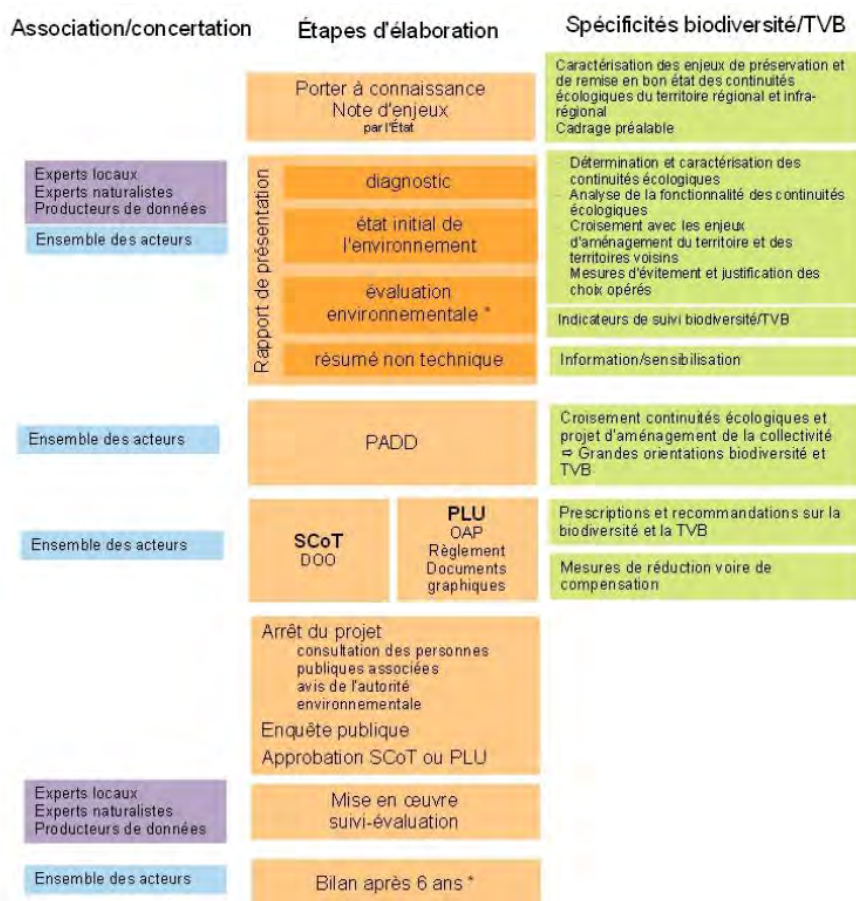 Association/concertation
Étapes d'élaboration
Spécificités biodiversité/TVB
Porter à connaissance
Note d'enjeux
par l'État
Caractérisation des enjeux de préservation et
de remise en bon état des continuités
écologiques du territoire régional et infra-
régional
Cadrage préalable
Experts locaux
Experts naturalistes
Producteurs de données
Ensemble des acteurs
Rapport de présentation
diagnostic
état initial de
l'environnement
évaluation
environnementale *
résumé non technique
- Détermination et caractérisation des
continuités écologiques
- Analyse de la fonctionnalité des continuités
écologiques
- Croisement avec les enjeux
d'aménagement du territoire et des
territoires voisins
- Mesures d'évitement et justification des
choix opérés
Indicateurs de suivi biodiversité/TVB
Information/sensibilisation
Ensemble des acteurs
PADD
Croisement continuités écologiques et
projet d'aménagement de la collectivité
⇨ Grandes orientations biodiversité et
TVB
Ensemble des acteurs
SCoT
DOO
PLU
OAP
Règlement
Documents
graphiques
Prescriptions et recommandations sur la
biodiversité et la TVB
Mesures de réduction voire de
compensation
Arrêt du projet
consultation des personnes
publiques associées
avis de l'autorité
environnementale
Enquête publique
Approbation SCoT ou PLU
Experts locaux
Experts naturalistes
Producteurs de données
Mise en œuvre
suivi-évaluation
Ensemble des acteurs
Bilan après 6 ans *